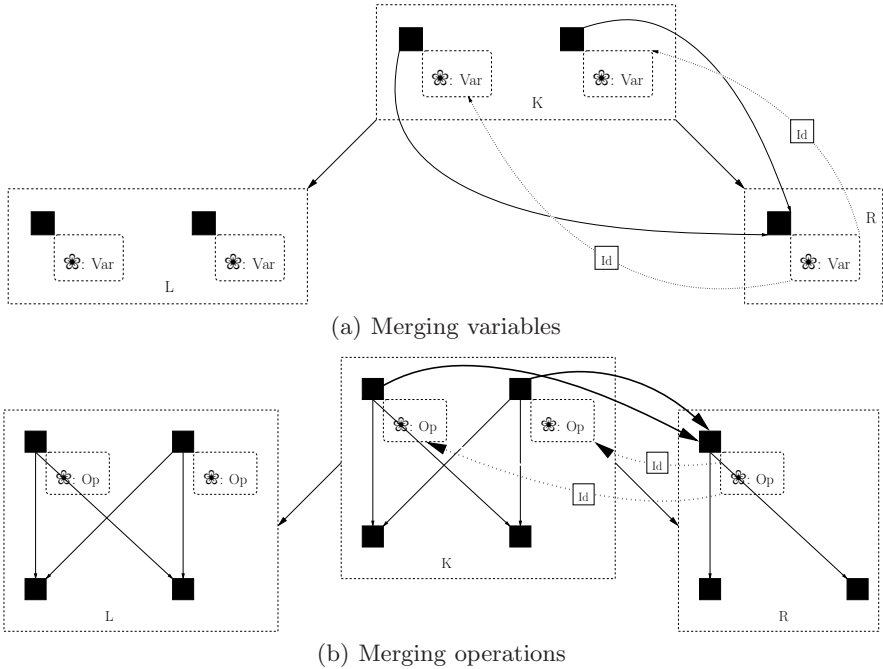 ❀: Var
❀: Var
K
Id
R
❀: Var
❀: Var
Id
❀: Var
L
(a) Merging variables
❀: Op
❀: Op
❀: Op
❀: Op
Id
❀: Op
Id
K
L
R
(b) Merging operations